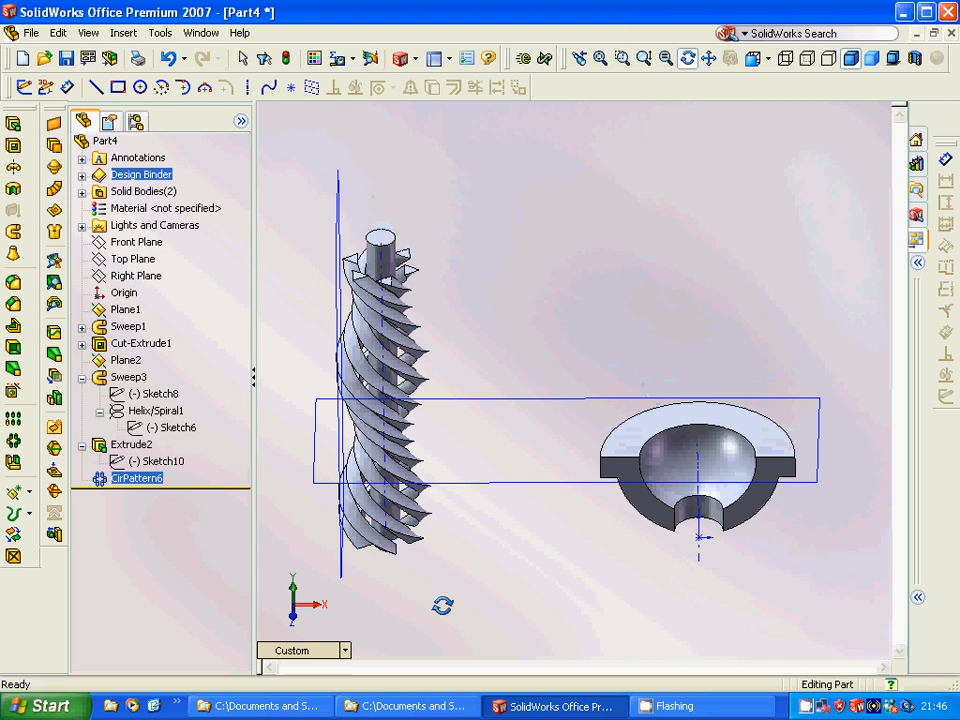 SolidWorks Office Premium 2007 - [Part4 *]
File Edit View Insert Tools Window Help
SolidWorks Search
Part4
A Annotations
Design Binder
Solid Bodies(2)
Material <not specified>
Lights and Cameras
Front Plane
Top Plane
Right Plane
Origin
Plane1
Sweep1
Cut-Extrude1
Plane2
Sweep3
(-) Sketch8
Helix/Spiral1
(-) Sketch6
Extrude2
(-) Sketch10
CirPattern6
Y
X
Z
Custom
Ready
Editing Part
Start
C:\Documents and S...
C:\Documents and S...
SolidWorks Office Pr...
Flashing
21:46